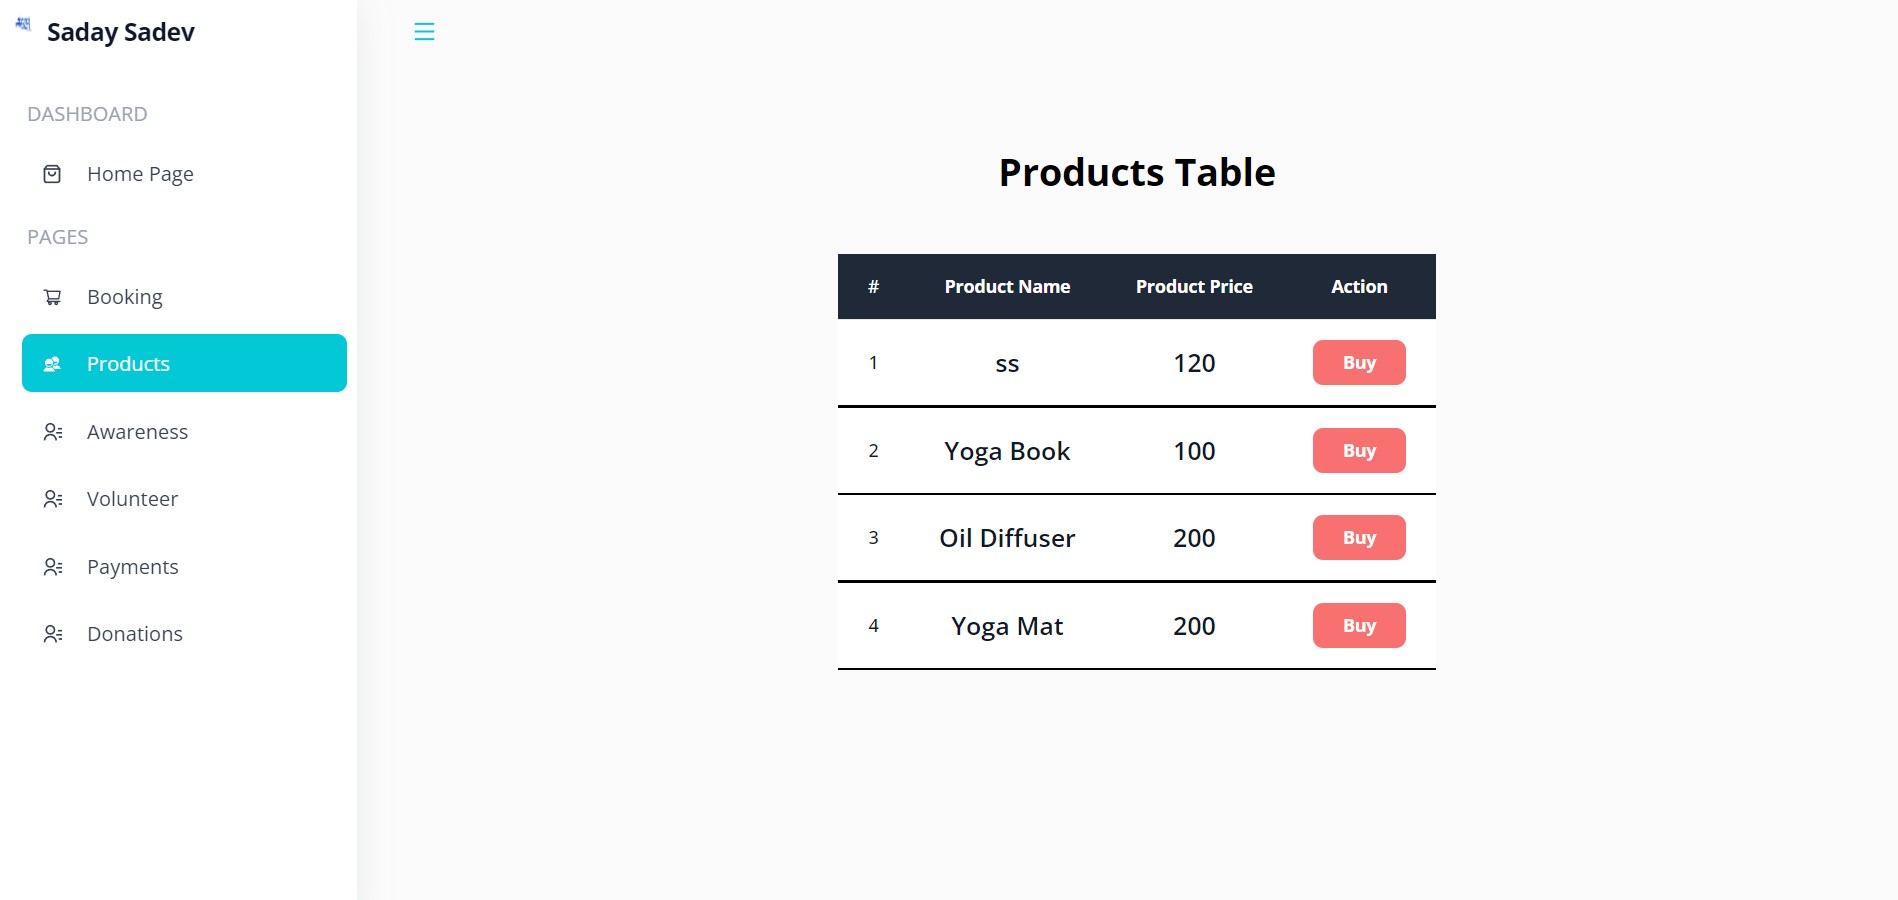 Saday Sadev
DASHBOARD
Home Page
PAGES
Booking
Products
Awareness
Volunteer
Payments
Donations
Products Table
# Product Name Product Price Action
1 ss 120 Buy
2 Yoga Book 100 Buy
3 Oil Diffuser 200 Buy
4 Yoga Mat 200 Buy